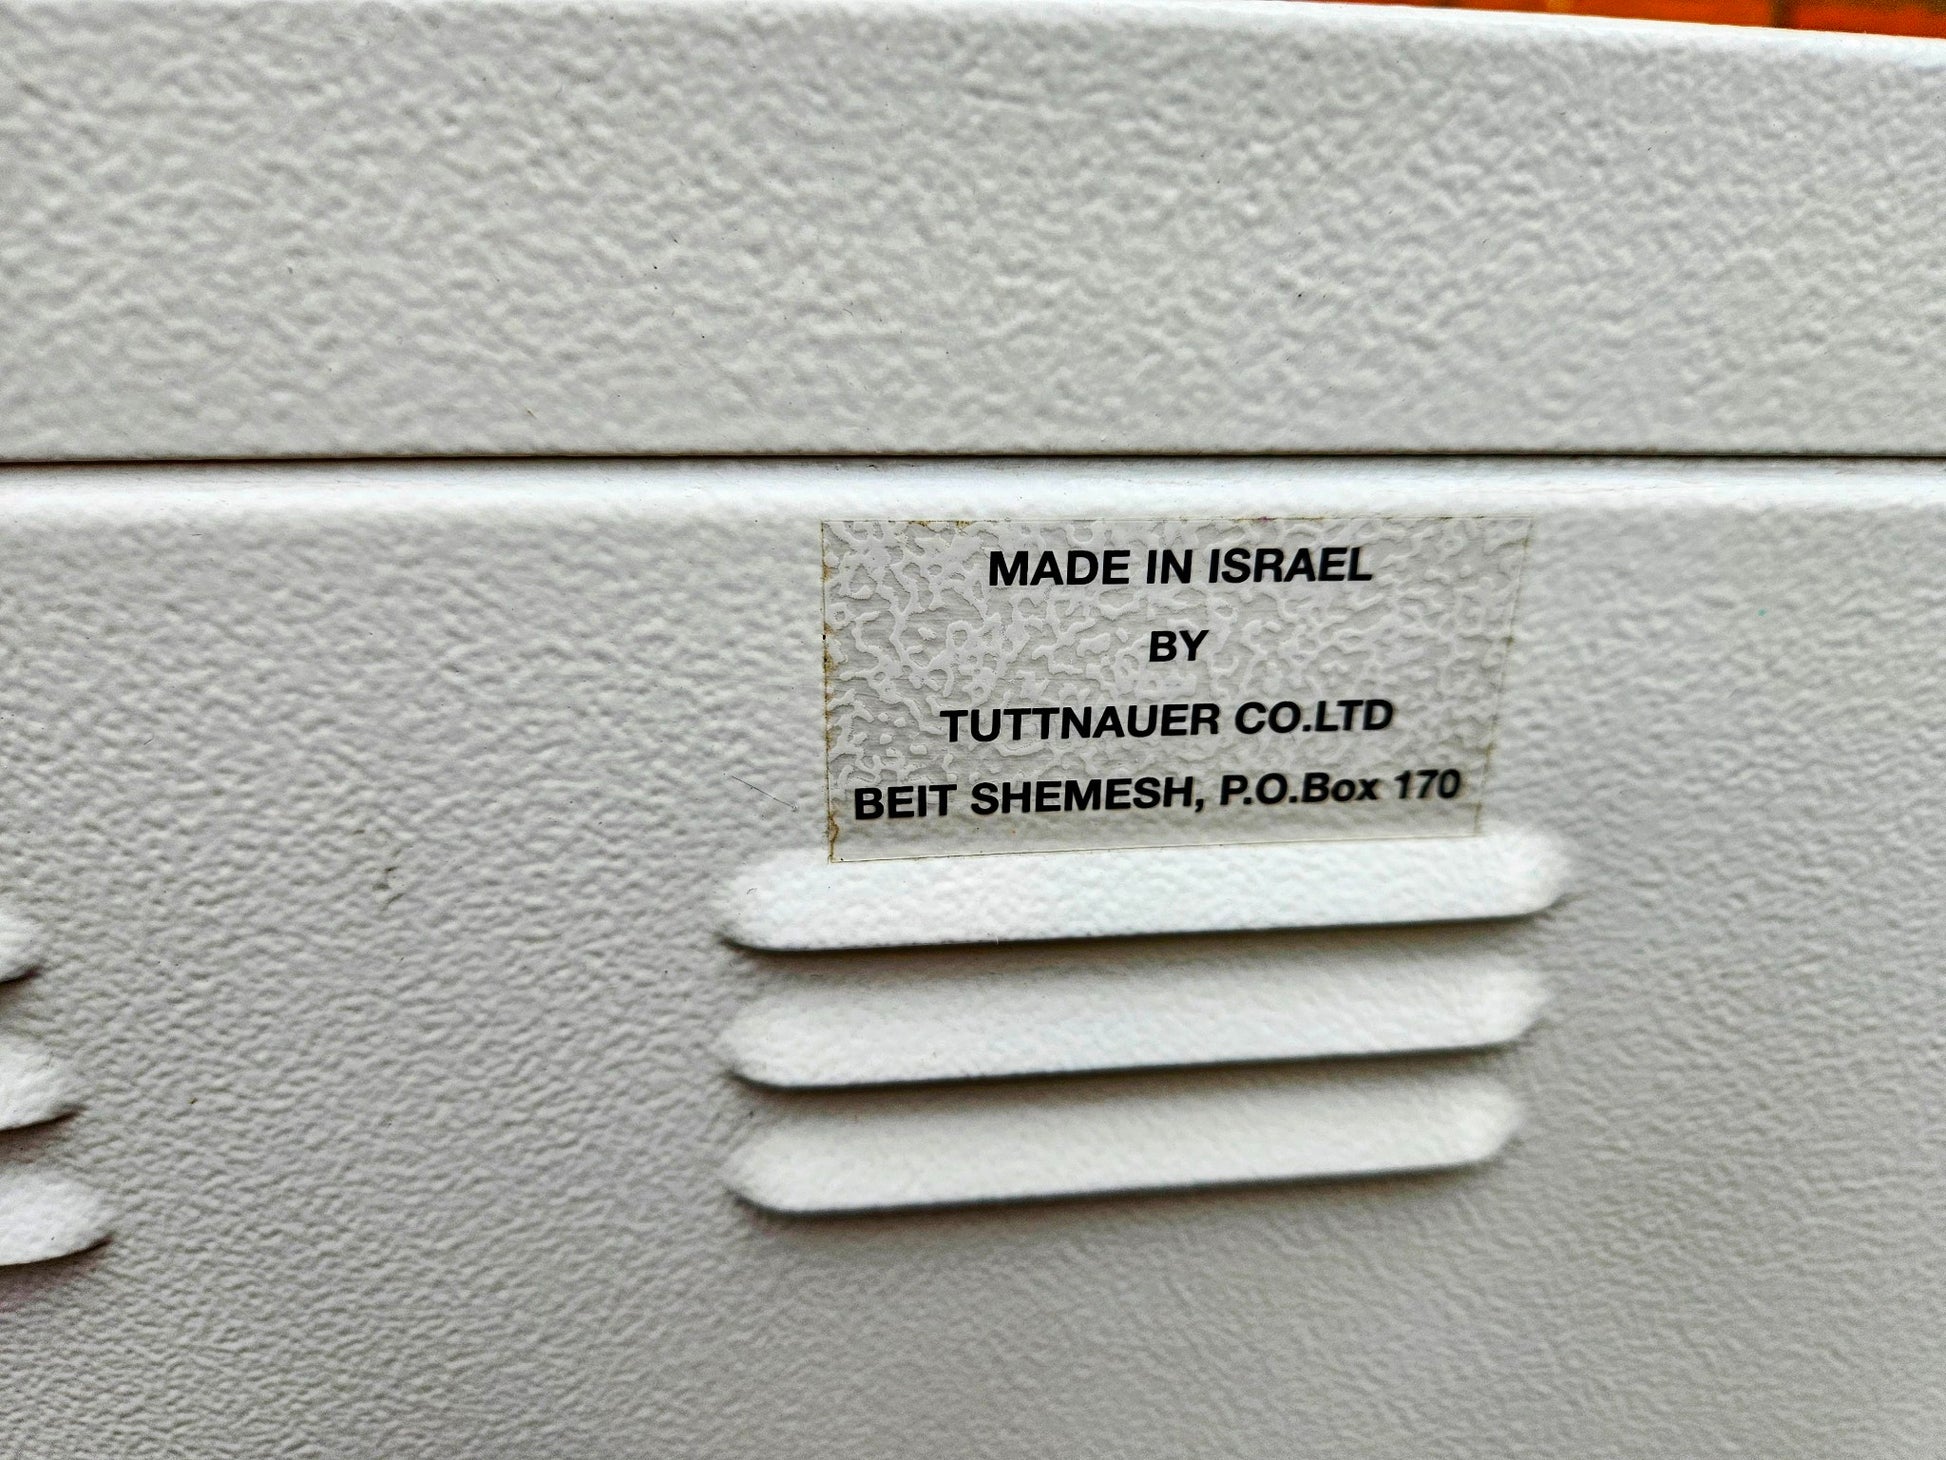 MADE IN ISRAEL
BY
TUTTNAUER CO.LTD
BEIT SHEMESH, P.O.Box 170